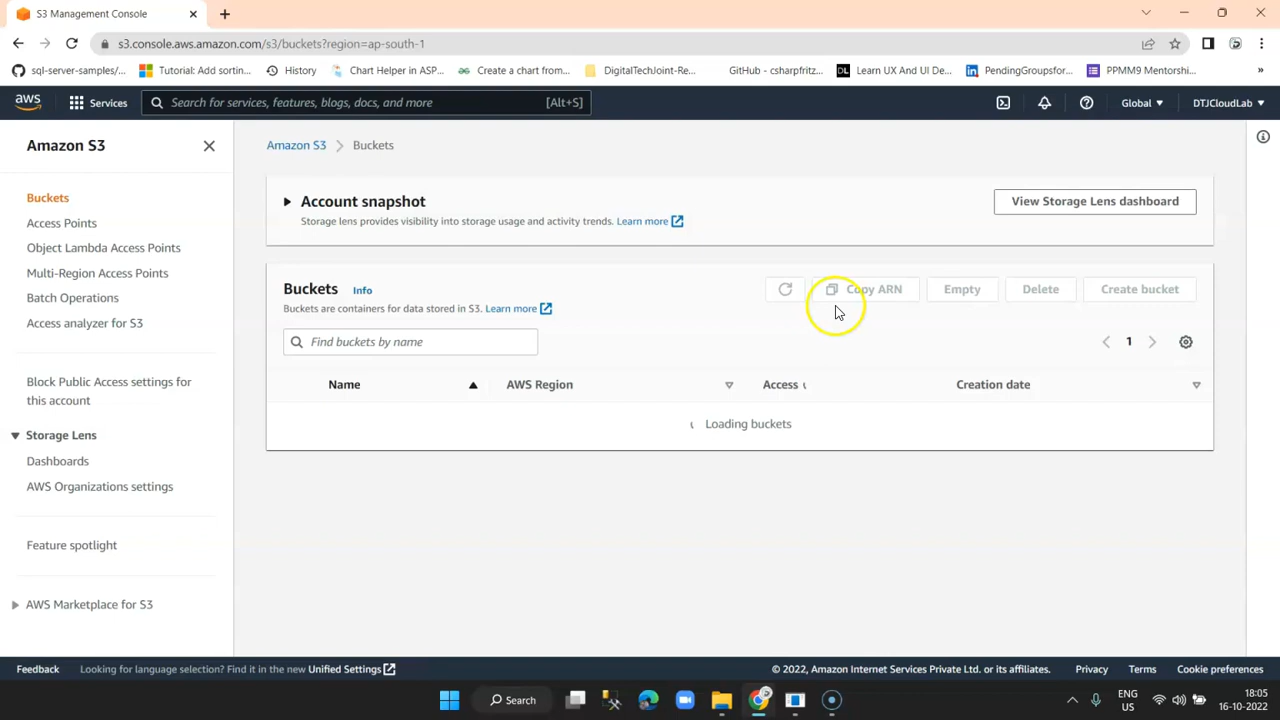 S3 Management Console
s3.console.aws.amazon.com/s3/buckets?region=ap-south-1
sql-server-samples/... Tutorial: Add sortin... History Chart Helper in ASP... Create a chart from... DigitalTechJoint-Re... GitHub - csharpfritz... Learn UX And UI De... PendingGroupsfor... PPMM9 Mentorshi... »
aws Services Search for services, features, blogs, docs, and more [Alt+S] Global DTJCloudLab
Amazon S3
Buckets
Access Points
Object Lambda Access Points
Multi-Region Access Points
Batch Operations
Access analyzer for S3
Block Public Access settings for
this account
Storage Lens
Dashboards
AWS Organizations settings
Feature spotlight
AWS Marketplace for S3
Amazon S3 Buckets
Account snapshot
Storage lens provides visibility into storage usage and activity trends. Learn more
View Storage Lens dashboard
Buckets Info
Buckets are containers for data stored in S3. Learn more
Copy ARN Empty Delete Create bucket
Find buckets by name
1
Name AWS Region Access Creation date
Loading buckets
Feedback Looking for language selection? Find it in the new Unified Settings © 2022, Amazon Internet Services Private Ltd. or its affiliates. Privacy Terms Cookie preferences
Search
ENG
US
18:05
16-10-2022